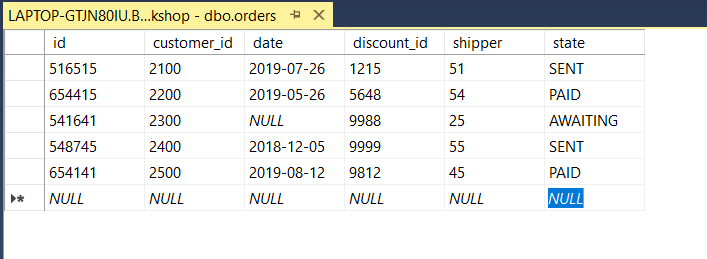 LAPTOP-GTJN80IU.B...kshop - dbo.orders
id customer_id date discount_id shipper state
516515 2100 2019-07-26 1215 51 SENT
654415 2200 2019-05-26 5648 54 PAID
541641 2300 NULL 9988 25 AWAITING
548745 2400 2018-12-05 9999 55 SENT
654141 2500 2019-08-12 9812 45 PAID
NULL NULL NULL NULL NULL NULL